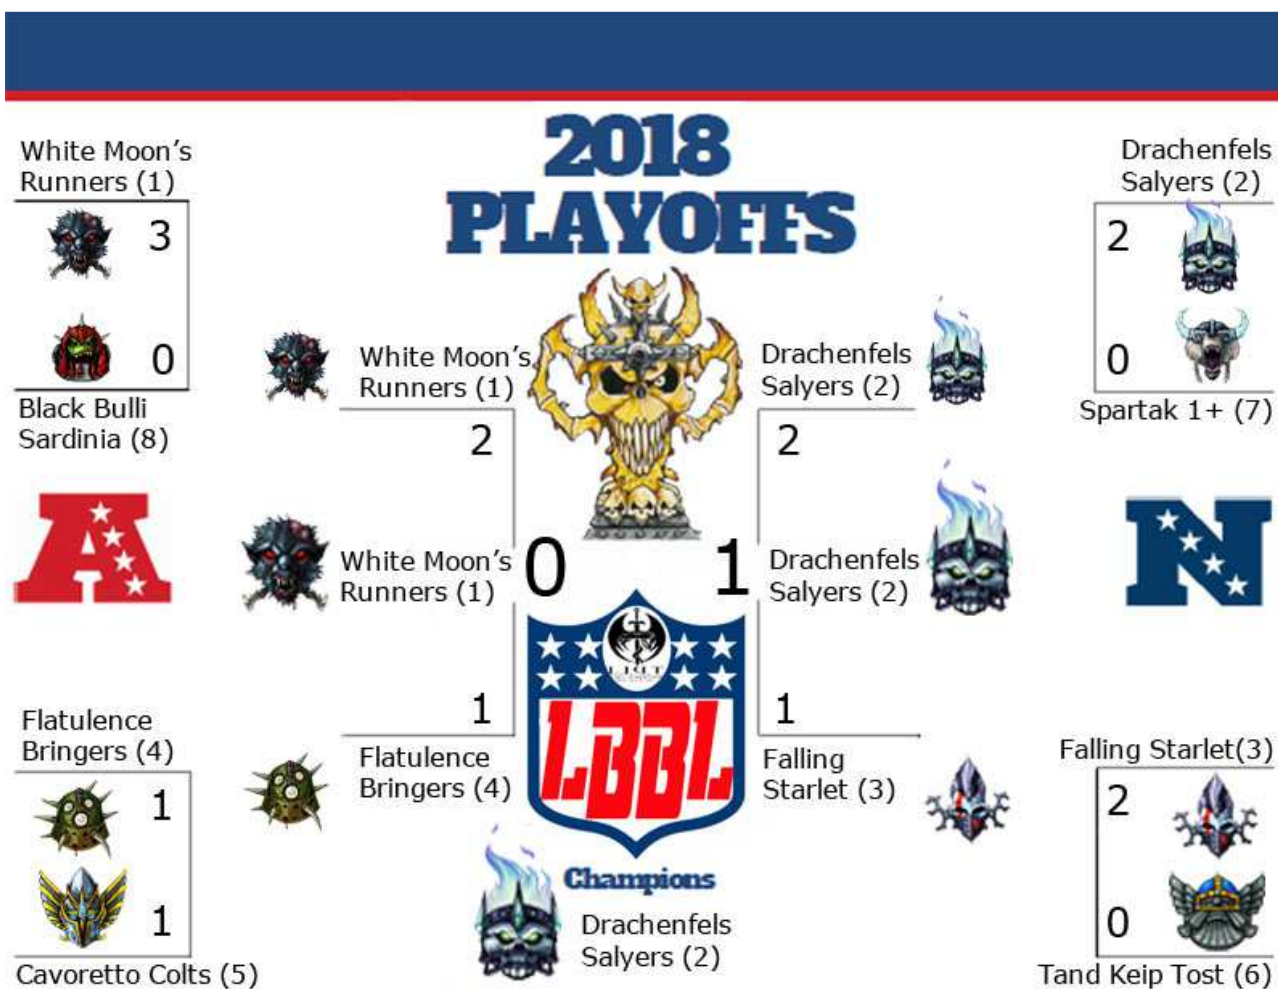 2018
PLAYOFFS
White Moon's
Runners (1)
3
0
Black Bulli
Sardinia (8)
Drachenfels
Salyers (2)
2
0
Spartak 1+ (7)
White Moon's
Runners (1)
2
Drachenfels
Salyers (2)
2
A
White Moon's
Runners (1)
0
1
Drachenfels
Salyers (2)
N
Flatulence
Bringers (4)
1
1
Cavoretto Colts (5)
1
Flatulence
Bringers (4)
LBBL
1
Falling
Starlet (3)
Falling Starlet(3)
2
0
Tand Keip Tost (6)
Champions
Drachenfels
Salyers (2)